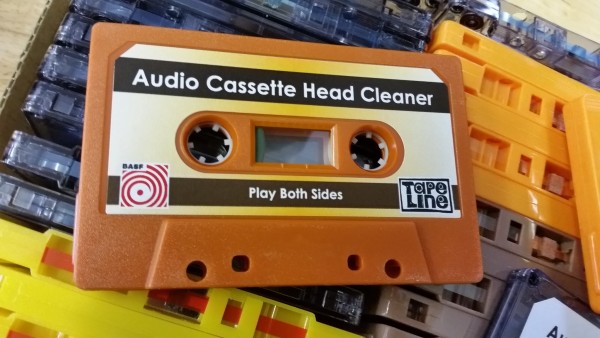 Audio Cassette Head Cleaner
BASF
Play Both Sides
Tape
Line